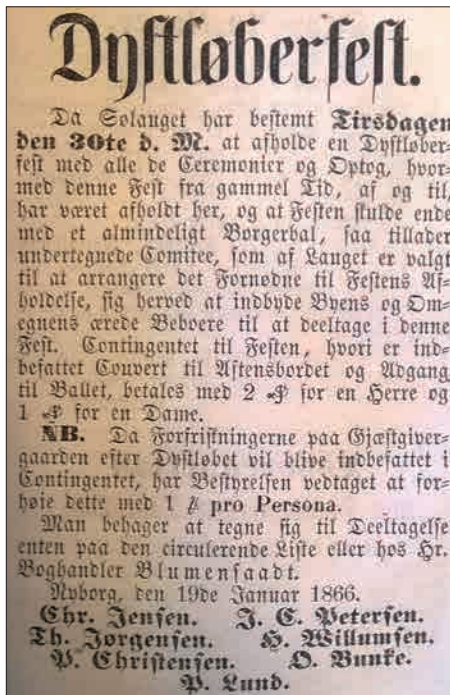 Dystløberfest.
Da Sølauget har bestemt Tirsdagen
den 30te d. M. at afholde en Dystløber=
fest med alle de Ceremonier og Optog, hvor=
med denne Fest fra gammel Tid, af og til,
har været afholdt her, og at Festen skulde ende
med et almindeligt Borgerbal, saa tillader
undertegnede Comitee, som af Lauget er valgt
til at arrangere det Fornødne til Festens Af=
holdelse, sig herved at indbyde Byens og Om=
egnens ærede Beboere til at deeltage i denne
Fest. Contingentet til Festen, hvori er ind=
befattet Couvert til Aftensbordet og Adgang
til Ballet, betales med 2 for en Herre og
1 for en Dame.
NB. Da Forfriskningerne paa Gjæstgiver=
gaarden efter Dystløbet vil blive indbefattet i
Contingentet, har Bestyrelsen vedtaget at for=
høie dette med 1 ₰ pro Persona.
Man behager at tegne sig til Deeltagelse
enten paa den circulerende Liste eller hos Hr.
Boghandler Blumensaadt.
Nyborg, den 19de Januar 1866.
Chr. Jensen. J. C. Petersen.
Th. Jørgensen. H. Willumsen.
P. Christensen. O. Bunke.
P. Lund.